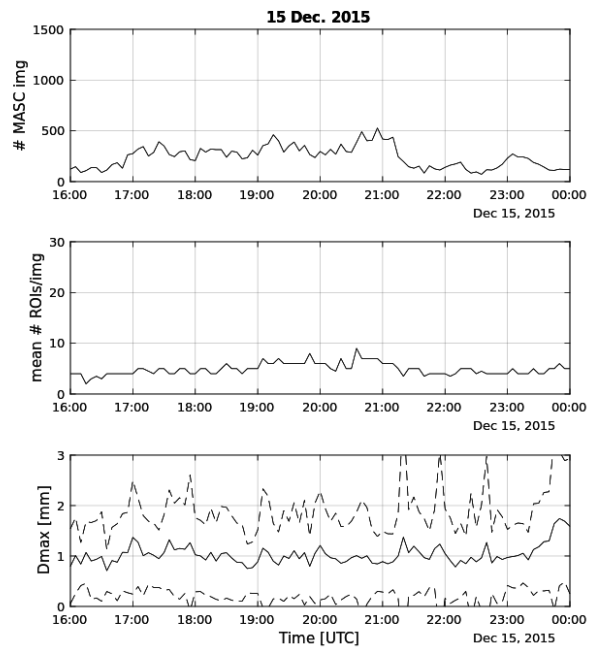 15 Dec. 2015
1500
1000
500
0
# MASC img
16:00 17:00 18:00 19:00 20:00 21:00 22:00 23:00 00:00
Dec 15, 2015
30
20
10
0
mean # ROIs/img
16:00 17:00 18:00 19:00 20:00 21:00 22:00 23:00 00:00
Dec 15, 2015
3
2
1
0
Dmax [mm]
16:00 17:00 18:00 19:00 20:00 21:00 22:00 23:00 00:00
Time [UTC]
Dec 15, 2015